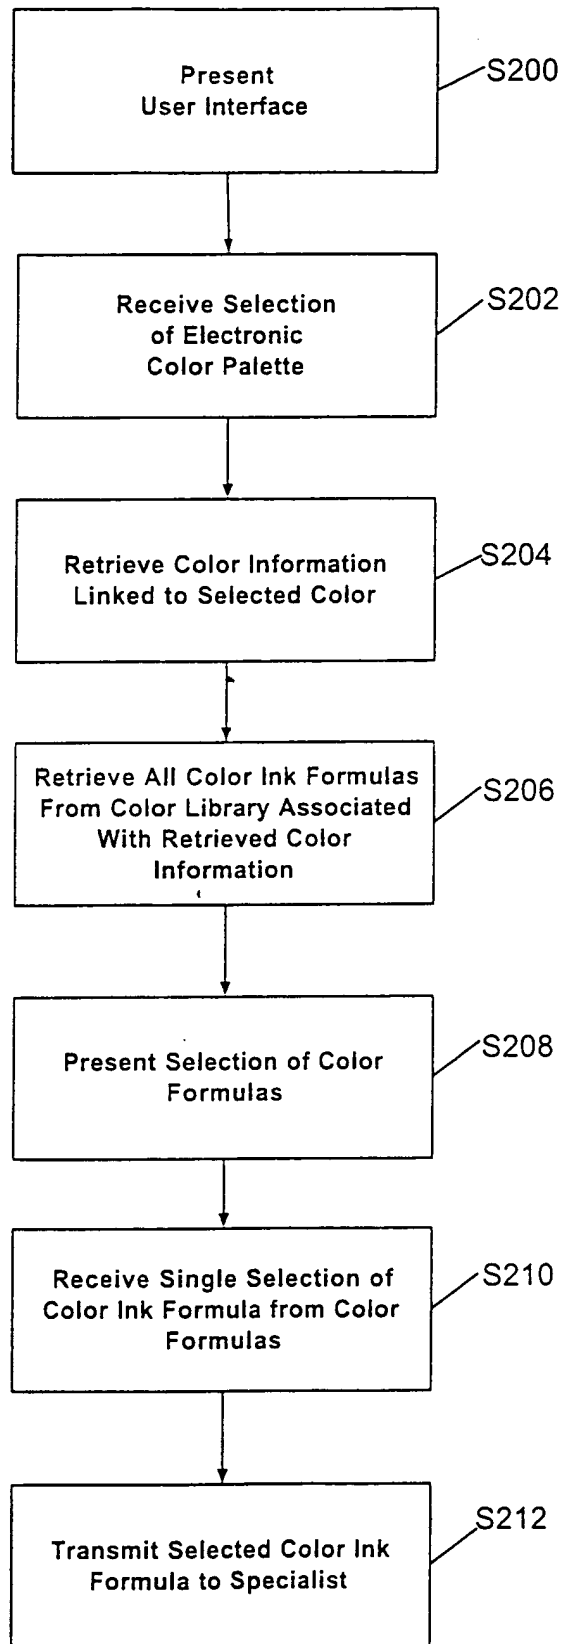 Present
User Interface
S200
Receive Selection
of Electronic
Color Palette
S202
Retrieve Color Information
Linked to Selected Color
S204
Retrieve All Color Ink Formulas
From Color Library Associated
With Retrieved Color
Information
S206
Present Selection of Color
Formulas
S208
Receive Single Selection of
Color Ink Formula from Color
Formulas
S210
Transmit Selected Color Ink
Formula to Specialist
S212